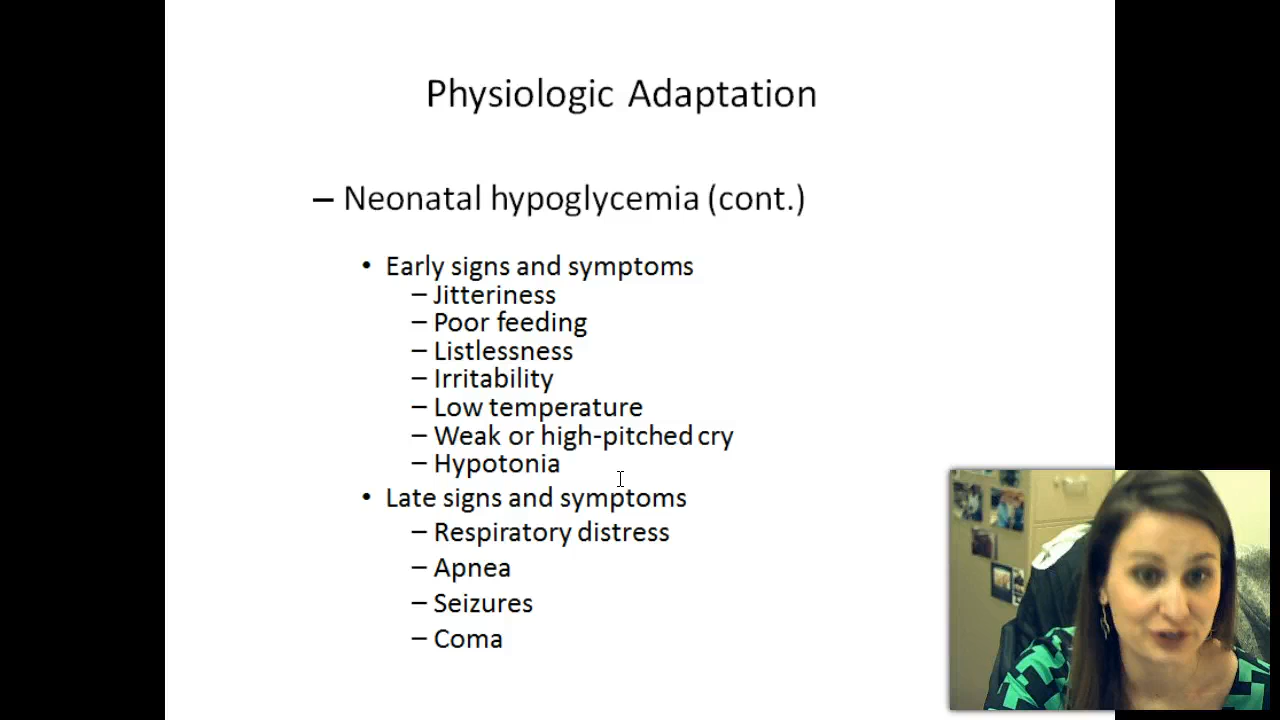 Physiologic Adaptation
– Neonatal hypoglycemia (cont.)
• Early signs and symptoms
– Jitteriness
– Poor feeding
– Listlessness
– Irritability
– Low temperature
– Weak or high-pitched cry
– Hypotonia
• Late signs and symptoms
– Respiratory distress
– Apnea
– Seizures
– Coma